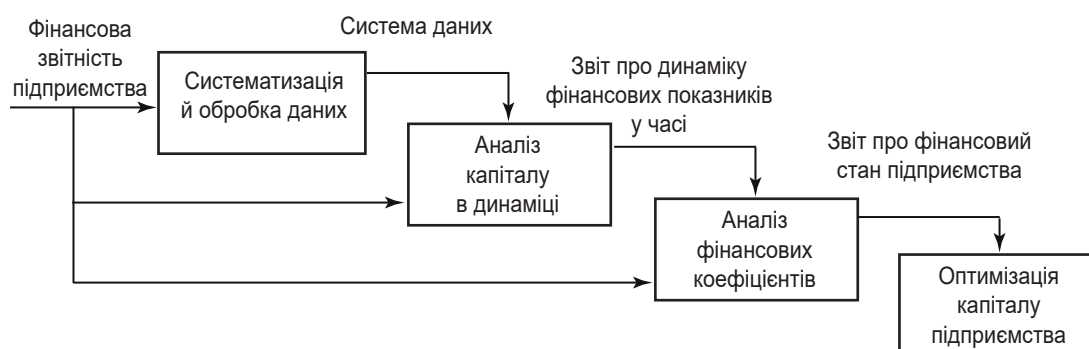 Фінансова
звітність
підприємства
Система даних
Систематизація
й обробка даних
Звіт про динаміку
фінансових показників
у часі
Аналіз
капіталу
в динаміці
Звіт про фінансовий
стан підприємства
Аналіз
фінансових
коефіцієнтів
Оптимізація
капіталу
підприємства